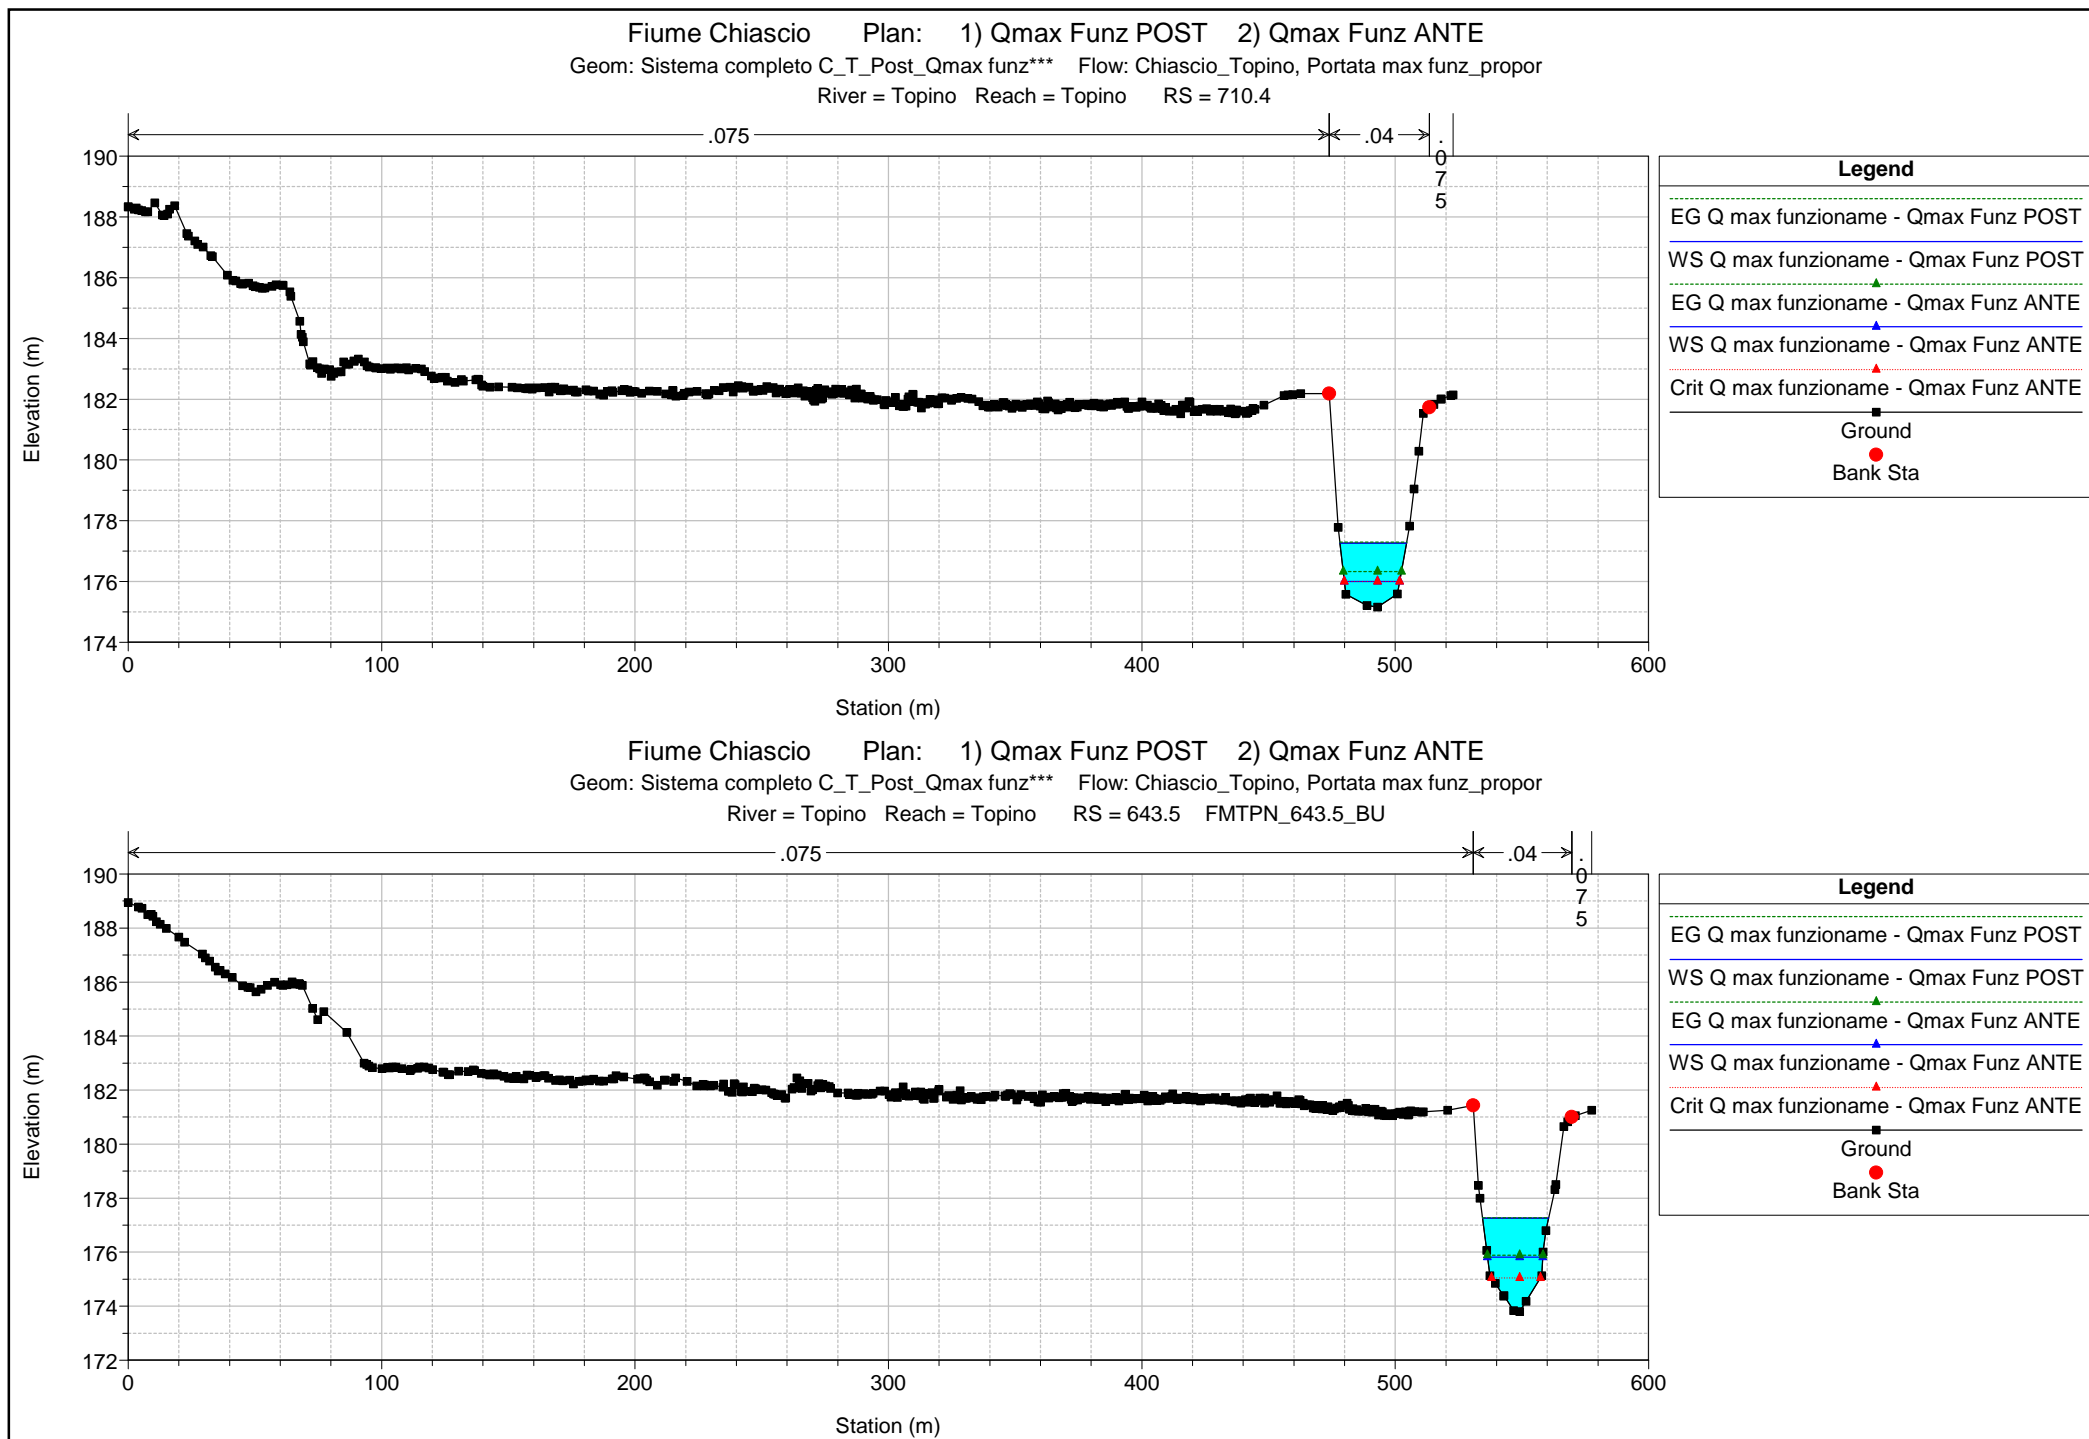 Fiume Chiascio Plan: 1) Qmax Funz POST 2) Qmax Funz ANTE
Geom: Sistema completo C_T_Post_Qmax funz*** Flow: Chiascio_Topino, Portata max funz_propor
River = Topino Reach = Topino RS = 710.4
.075 .04 .075
190
188
186
184
182
180
178
176
174
Elevation (m)
0 100 200 300 400 500 600
Station (m)
Legend
EG Q max funzioname - Qmax Funz POST
WS Q max funzioname - Qmax Funz POST
EG Q max funzioname - Qmax Funz ANTE
WS Q max funzioname - Qmax Funz ANTE
Crit Q max funzioname - Qmax Funz ANTE
Ground
Bank Sta
Fiume Chiascio Plan: 1) Qmax Funz POST 2) Qmax Funz ANTE
Geom: Sistema completo C_T_Post_Qmax funz*** Flow: Chiascio_Topino, Portata max funz_propor
River = Topino Reach = Topino RS = 643.5 FMTPN_643.5_BU
.075 .04 .075
190
188
186
184
182
180
178
176
174
172
Elevation (m)
0 100 200 300 400 500 600
Station (m)
Legend
EG Q max funzioname - Qmax Funz POST
WS Q max funzioname - Qmax Funz POST
EG Q max funzioname - Qmax Funz ANTE
WS Q max funzioname - Qmax Funz ANTE
Crit Q max funzioname - Qmax Funz ANTE
Ground
Bank Sta